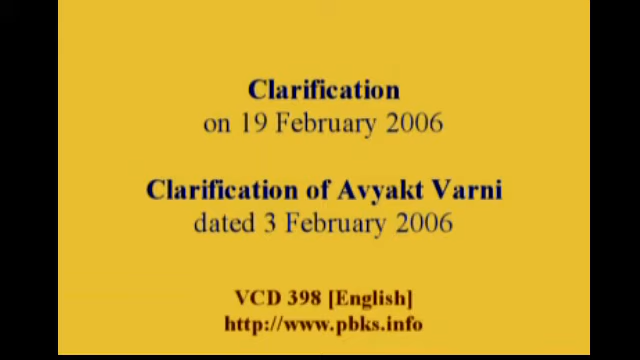 Clarification
on 19 February 2006
Clarification of Avyakt Varni
dated 3 February 2006
VCD 398 [English]
http://www.pbks.info